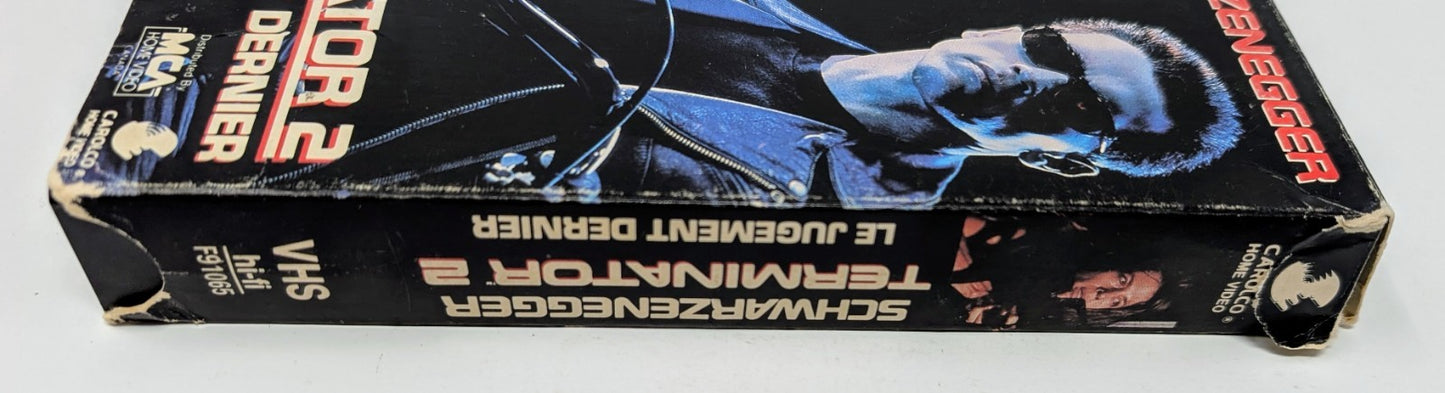 ZENEGGER
ATOR 2
DERNIER
Distributed By
MCA
HOME VIDEO
CANADA
CAROLCO
HOME VIDEO
SCHWARZENEGGER
TERMINATOR 2
LE JUGEMENT DERNIER
VHS
hi-fi
F91065
CAROLCO
HOME VIDEO